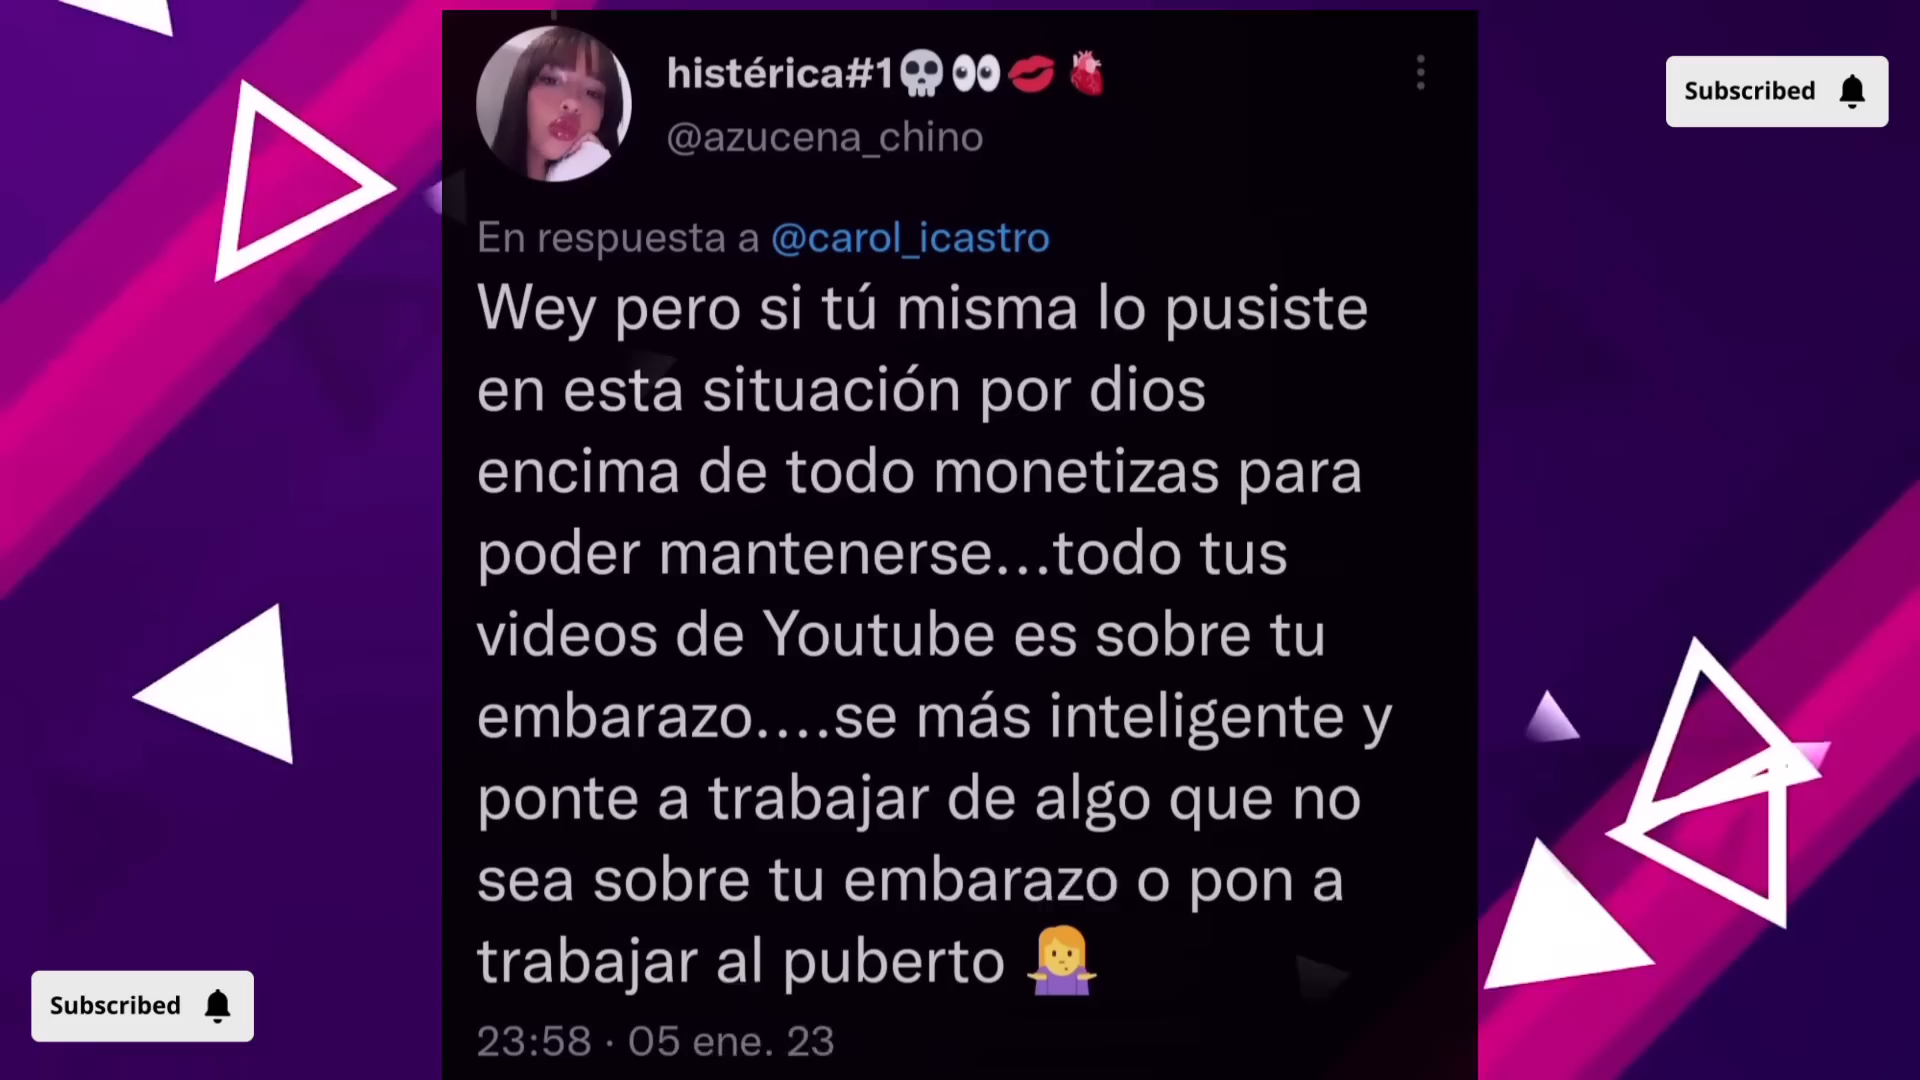 histérica#1💀👀💋🫀
@azucena_chino
Subscribed
En respuesta a @carol_icastro
Wey pero si tú misma lo pusiste
en esta situación por dios
encima de todo monetizas para
poder mantenerse...todo tus
videos de Youtube es sobre tu
embarazo....se más inteligente y
ponte a trabajar de algo que no
sea sobre tu embarazo o pon a
trabajar al puberto 🤷‍♀️
Subscribed
23:58 · 05 ene. 23